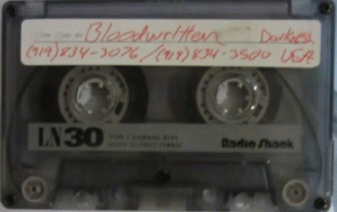 Bloodwritten Darkness
(919) 834-3076 / (919) 834-3500 USA
LN30
Radio Shack